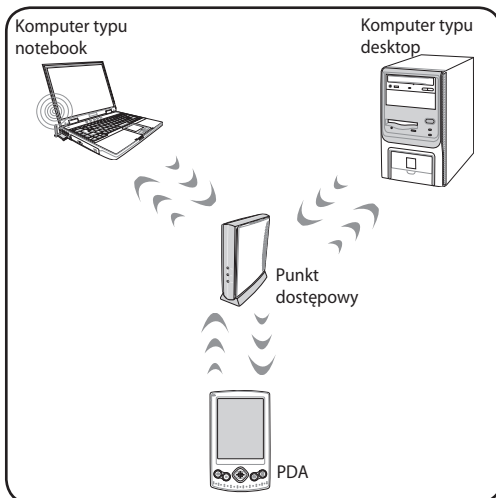 Komputer typu
notebook
Komputer typu
desktop
Punkt
dostępowy
PDA